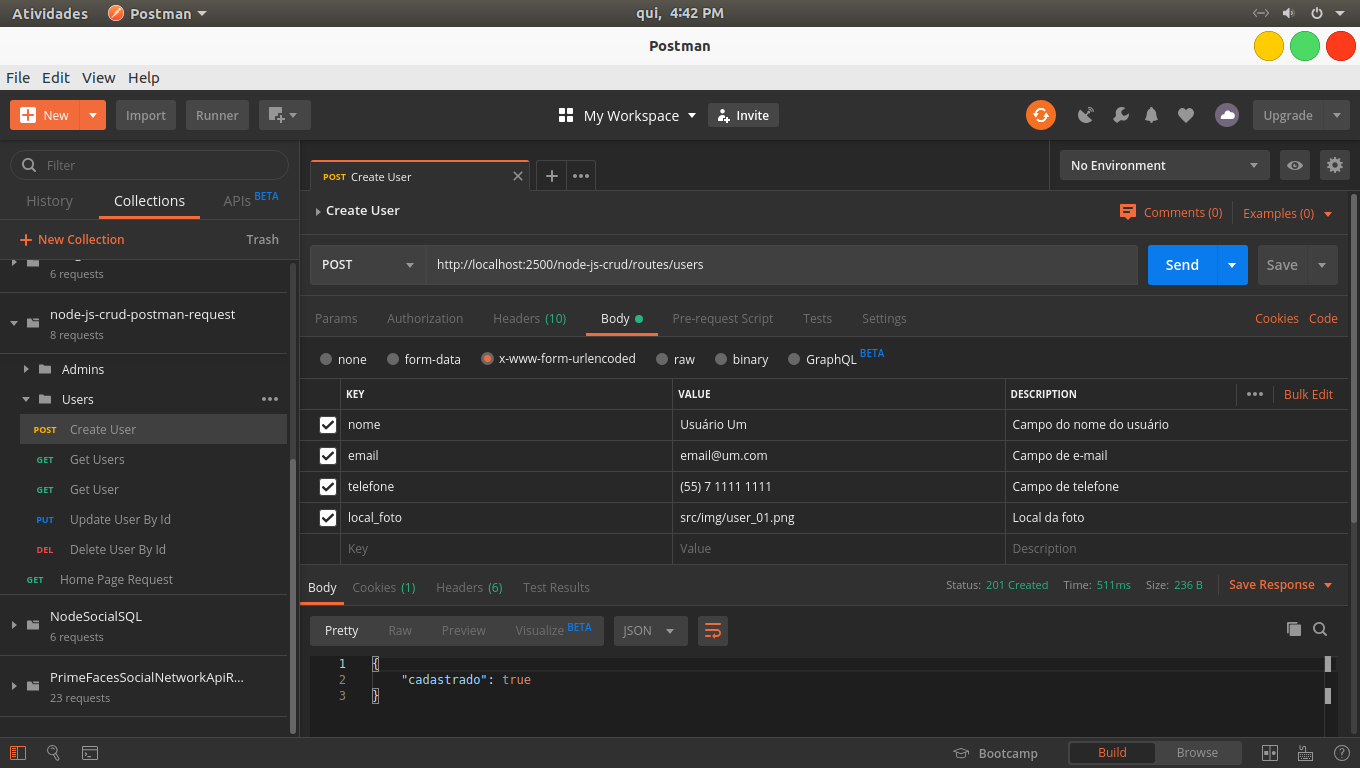 Atividades Postman qui, 4:42 PM
Postman
File Edit View Help
New Import Runner My Workspace Invite Upgrade
Filter
History Collections APIs BETA
New Collection Trash
6 requests
node-js-crud-postman-request
8 requests
Admins
Users
POST Create User
GET Get Users
GET Get User
PUT Update User By Id
DEL Delete User By Id
GET Home Page Request
NodeSocialSQL
6 requests
PrimeFacesSocialNetworkApiR...
23 requests
POST Create User
No Environment
Create User
Comments (0) Examples (0)
POST http://localhost:2500/node-js-crud/routes/users Send Save
Params Authorization Headers (10) Body Pre-request Script Tests Settings Cookies Code
none form-data x-www-form-urlencoded raw binary GraphQL BETA
KEY VALUE DESCRIPTION Bulk Edit
nome Usuário Um Campo do nome do usuário
email email@um.com Campo de e-mail
telefone (55) 7 1111 1111 Campo de telefone
local_foto src/img/user_01.png Local da foto
Key Value Description
Body Cookies (1) Headers (6) Test Results Status: 201 Created Time: 511ms Size: 236 B Save Response
Pretty Raw Preview Visualize BETA JSON
1 {
2 "cadastrado": true
3 }
Bootcamp Build Browse